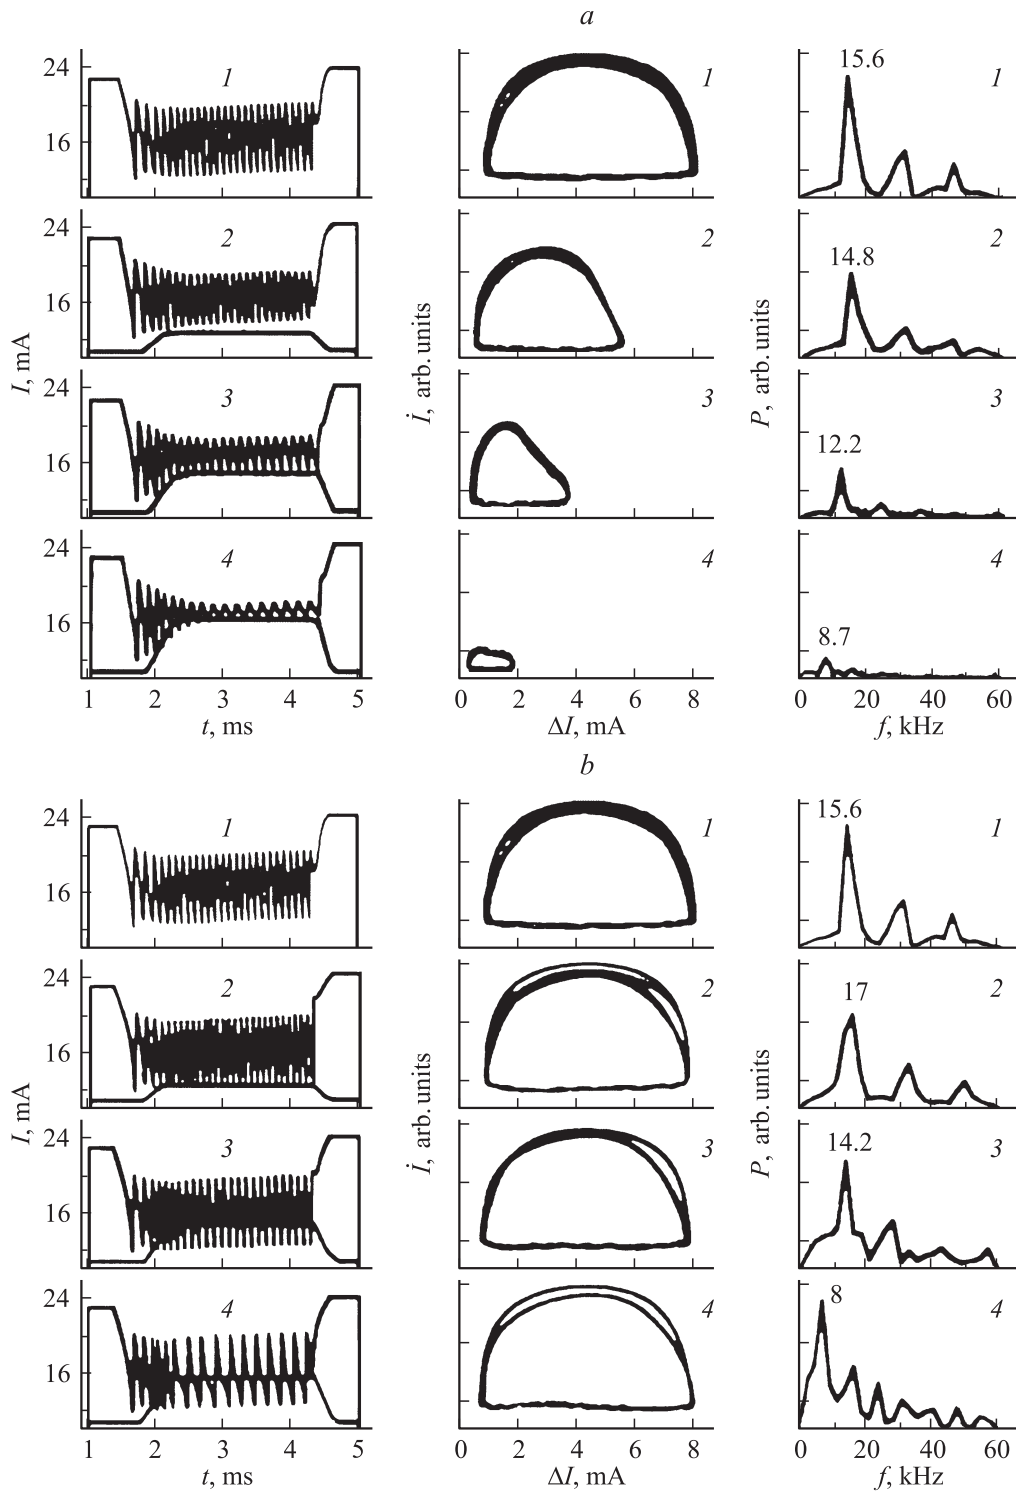 a
24
16
1
1
15.6
1
24
16
2
2
14.8
2
I, mA
İ, arb. units
P, arb. units
24
16
3
3
12.2
3
24
16
4
4
8.7
4
1 2 3 4 5
0 2 4 6 8
0 20 40 60
t, ms
ΔI, mA
f, kHz
b
24
16
1
1
15.6
1
24
16
2
2
17
2
I, mA
İ, arb. units
P, arb. units
24
16
3
3
14.2
3
24
16
4
4
8
4
1 2 3 4 5
0 2 4 6 8
0 20 40 60
t, ms
ΔI, mA
f, kHz